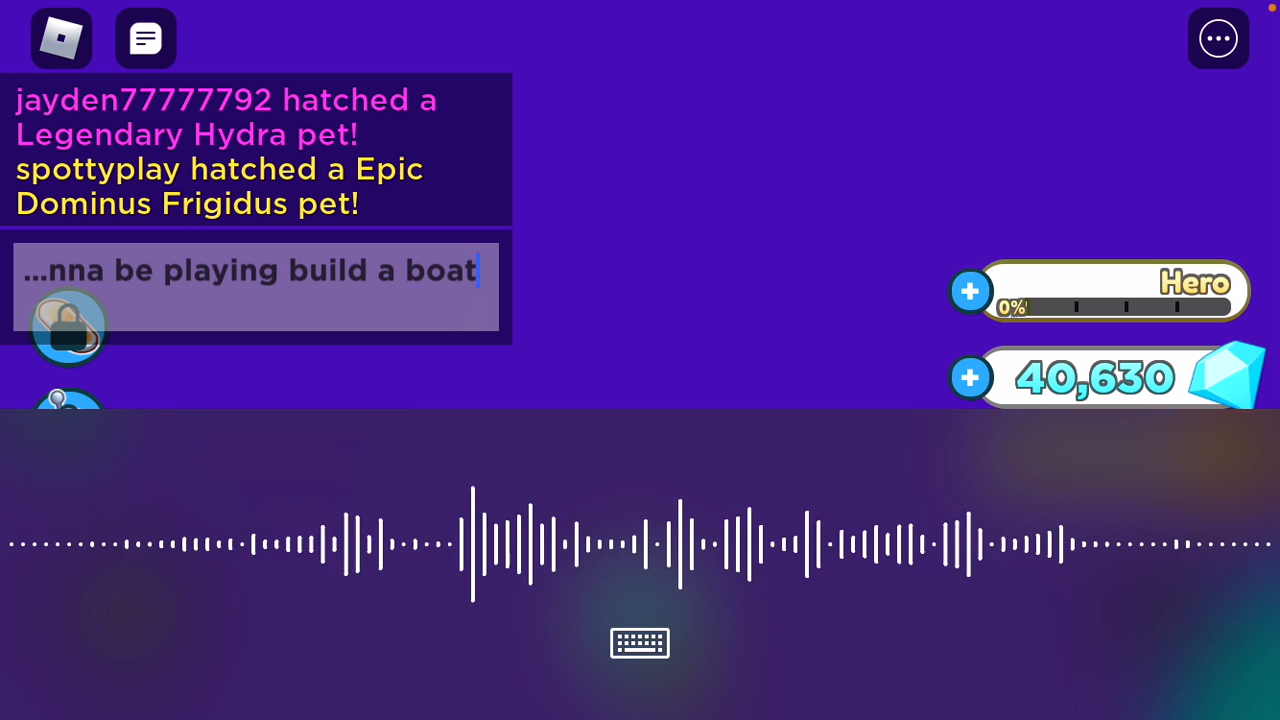 jayden77777792 hatched a
Legendary Hydra pet!
spottyplay hatched a Epic
Dominus Frigidus pet!
...nna be playing build a boat
Hero
0%
40,630